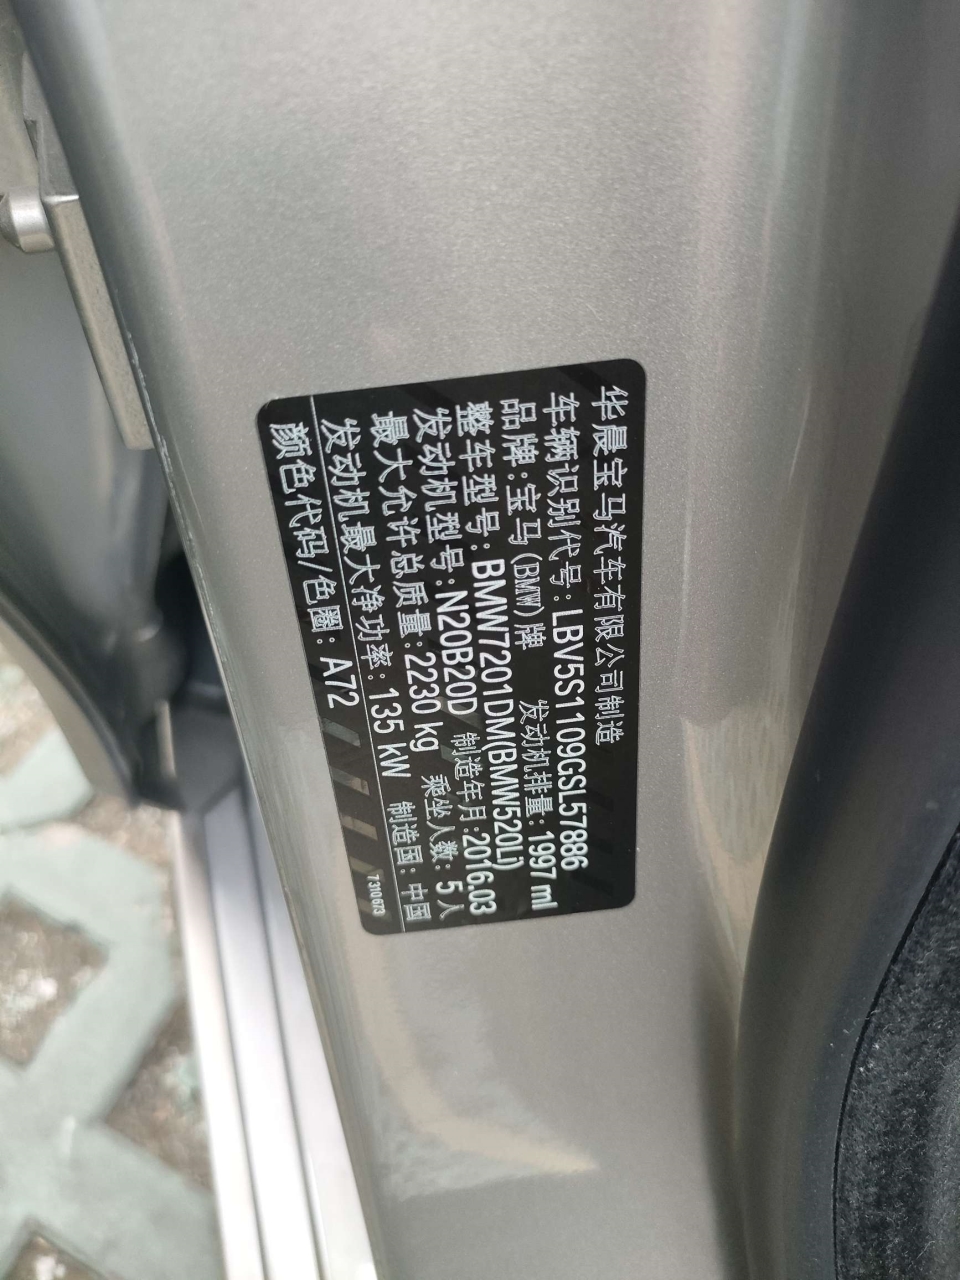 华晨宝马汽车有限公司制造
车辆识别代号: LBV5S1109GSL57886
品牌: 宝马(BMW)牌 发动机排量: 1997 ml
整车型号: BMW7201DM(BMW520Li)
发动机型号: N20B20D 制造年月: 2016.03
最大允许总质量: 2230 kg 乘坐人数: 5人
发动机最大净功率: 135 kW 制造国: 中国
颜色代码/色圈: A72 7 310 673